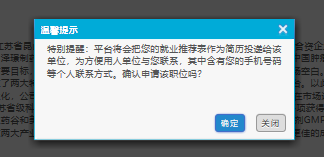 温馨提示
特别提醒：平台将会把您的就业推荐表作为简历投递给该
单位，为方便用人单位与您联系，其中含有您的手机号码
等个人联系方式。确认申请该职位吗？
确定
关闭